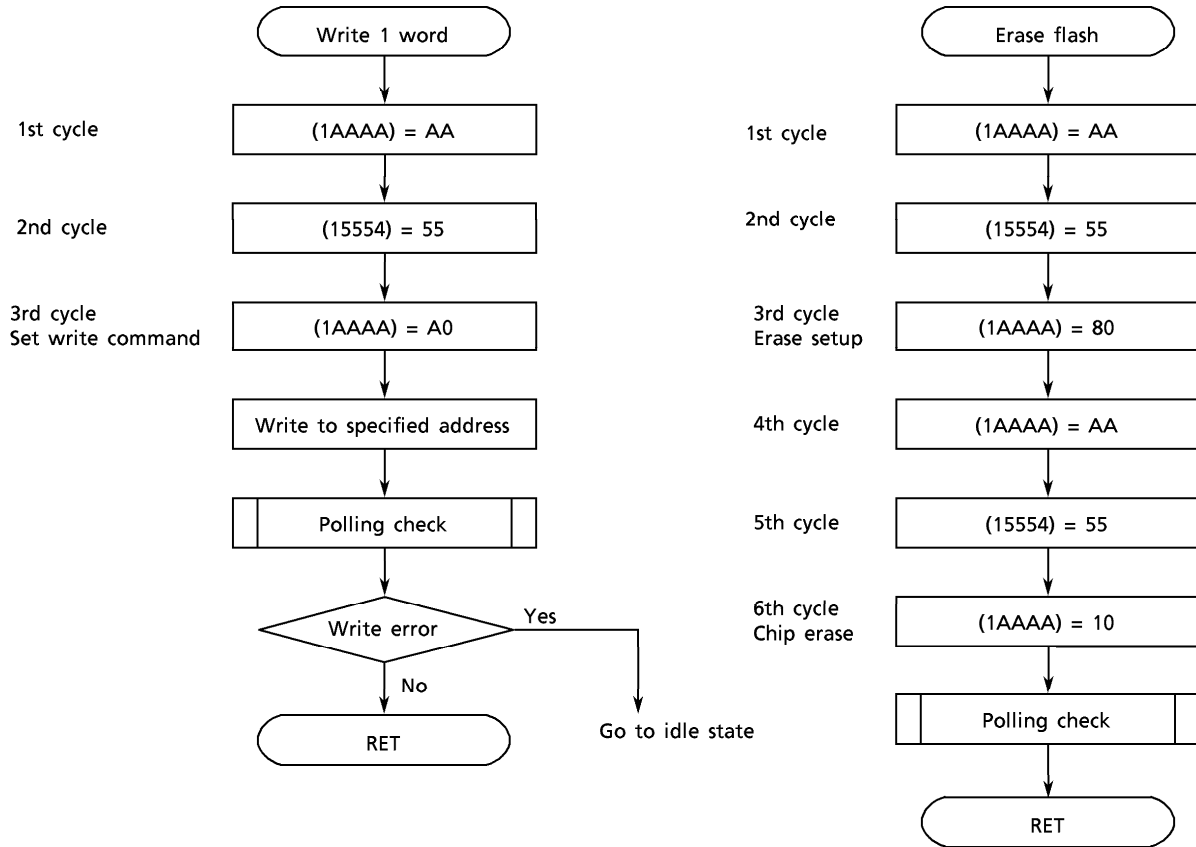 Write 1 word
1st cycle
(1AAAA) = AA
2nd cycle
(15554) = 55
3rd cycle
Set write command
(1AAAA) = A0
Write to specified address
Polling check
Write error
Yes
No
Go to idle state
RET
Erase flash
1st cycle
(1AAAA) = AA
2nd cycle
(15554) = 55
3rd cycle
Erase setup
(1AAAA) = 80
4th cycle
(1AAAA) = AA
5th cycle
(15554) = 55
6th cycle
Chip erase
(1AAAA) = 10
Polling check
RET